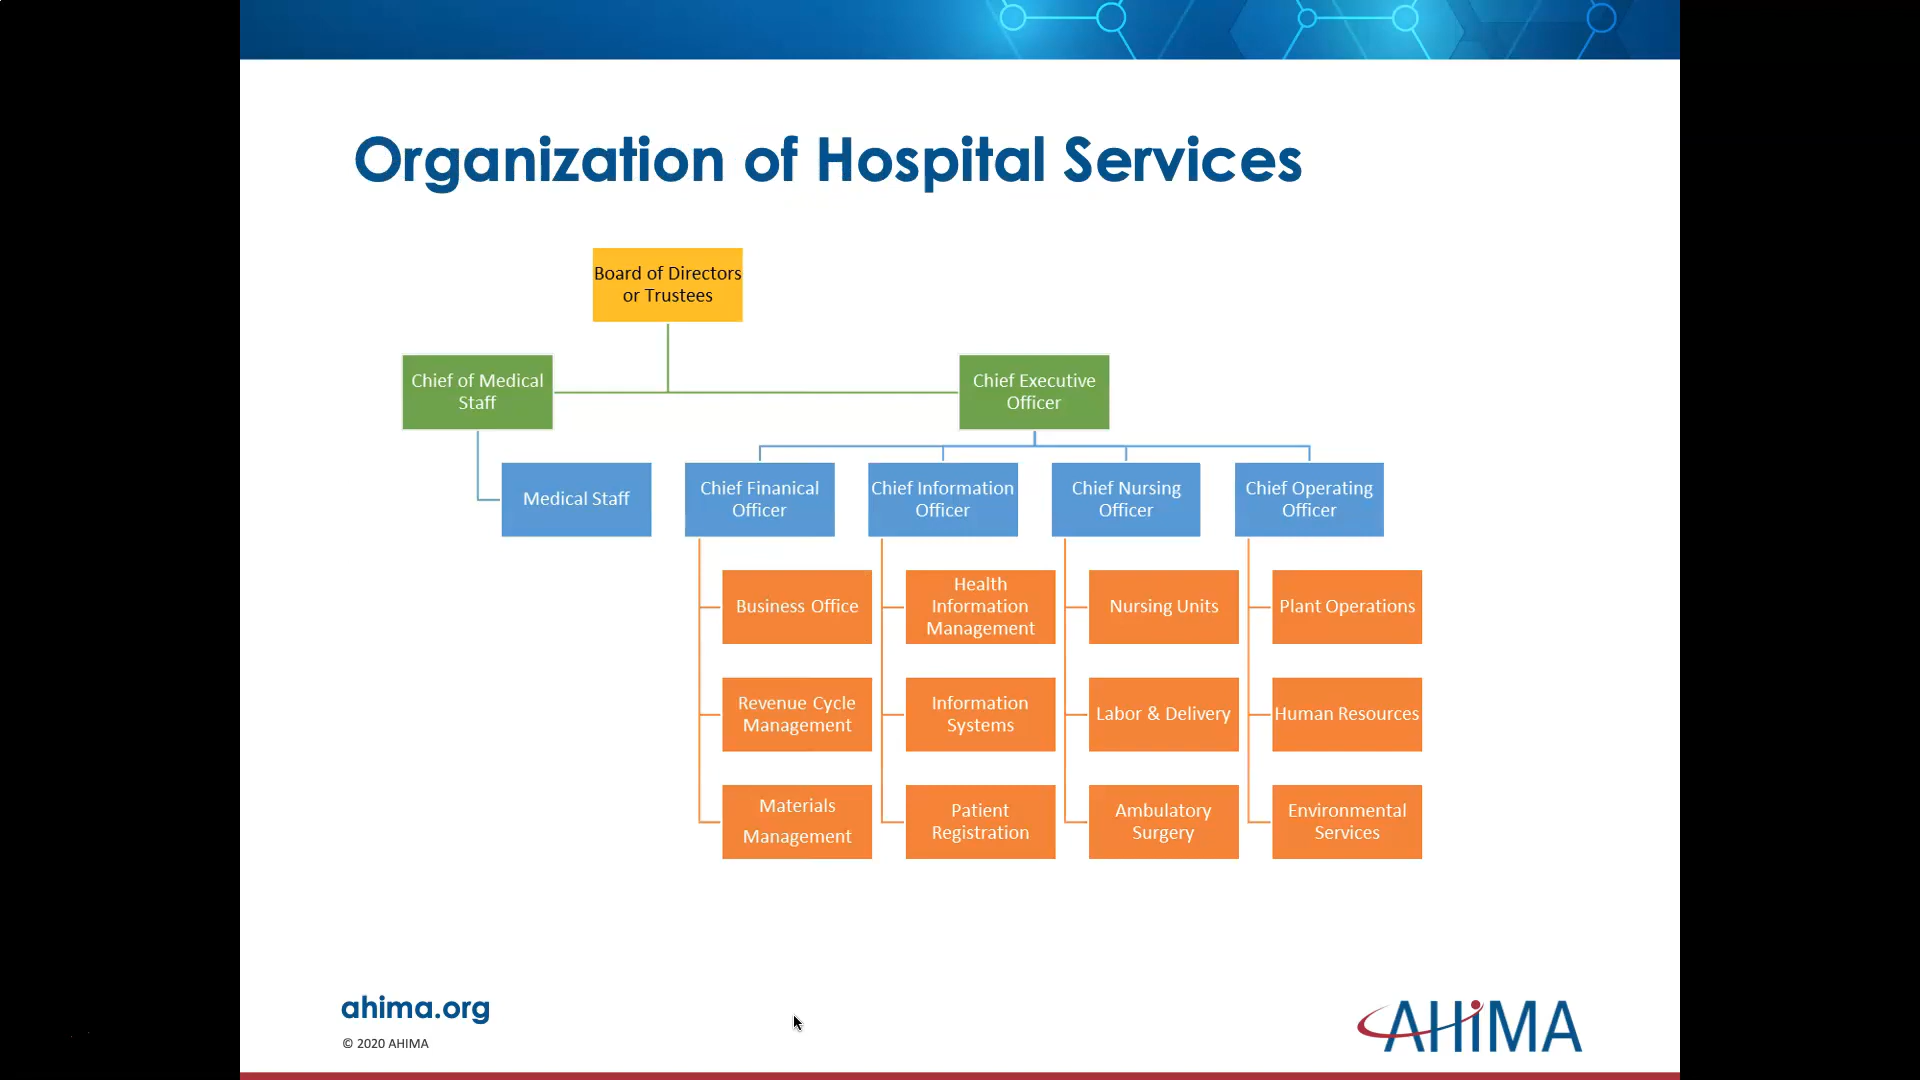 Organization of Hospital Services
Board of Directors
or Trustees
Chief of Medical
Staff
Chief Executive
Officer
Medical Staff
Chief Finanical
Officer
Chief Information
Officer
Chief Nursing
Officer
Chief Operating
Officer
Business Office
Health
Information
Management
Nursing Units
Plant Operations
Revenue Cycle
Management
Information
Systems
Labor & Delivery
Human Resources
Materials
Management
Patient
Registration
Ambulatory
Surgery
Environmental
Services
ahima.org
© 2020 AHIMA
AHiMA